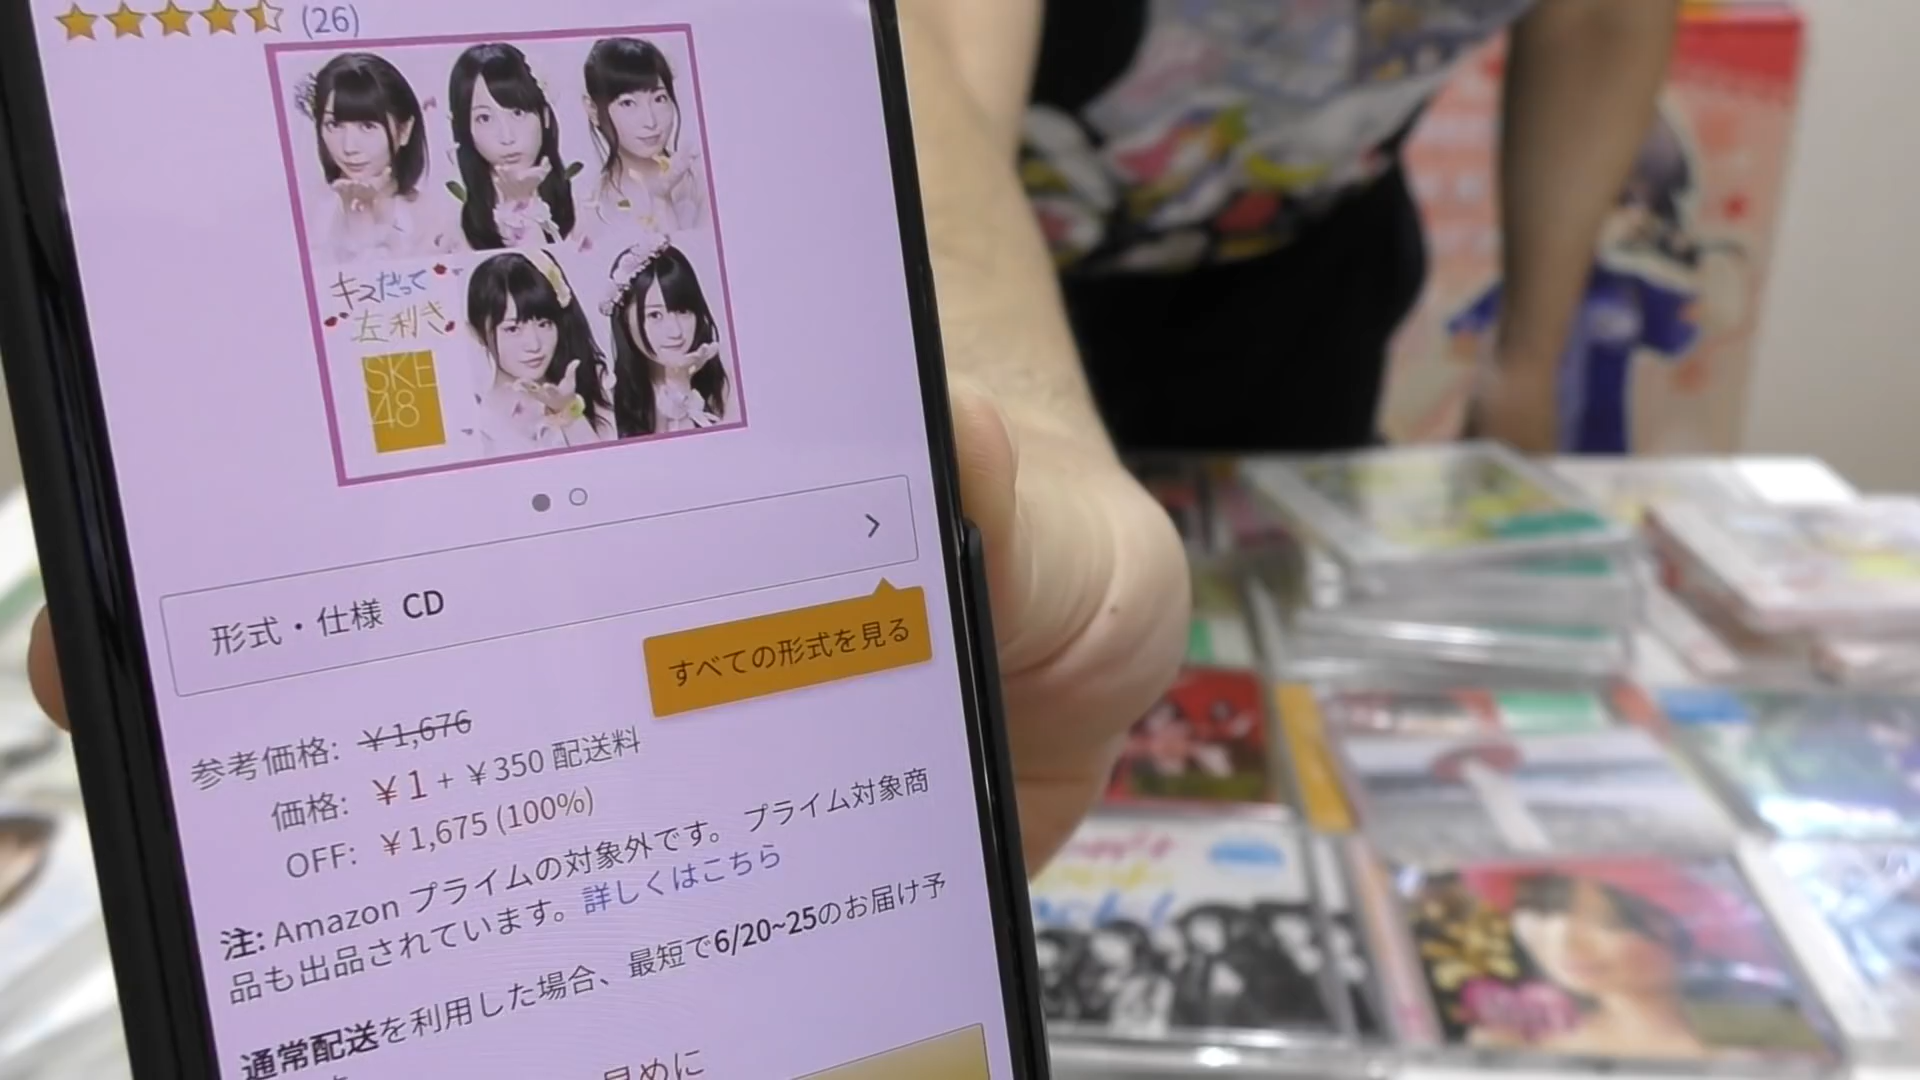 (26)
キスだって
左利き
SKE
48
形式・仕様 CD
すべての形式を見る
参考価格: ￥1,676
価格: ￥1 + ￥350 配送料
OFF: ￥1,675 (100%)
注: Amazon プライムの対象外です。 プライム対象商
品も出品されています。詳しくはこちら
通常配送を利用した場合、最短で6/20~25のお届け予
早めに